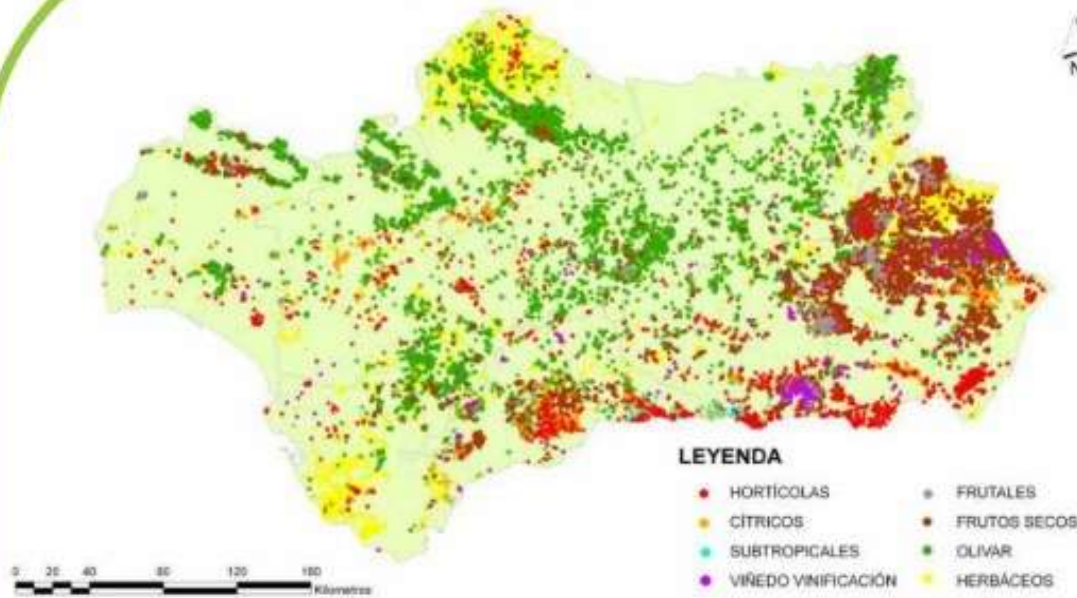 N
LEYENDA
HORTÍCOLAS
CÍTRICOS
SUBTROPICALES
VIÑEDO VINIFICACIÓN
FRUTALES
FRUTOS SECOS
OLIVAR
HERBÁCEOS
0 20 40 80 120 160
Kilometros